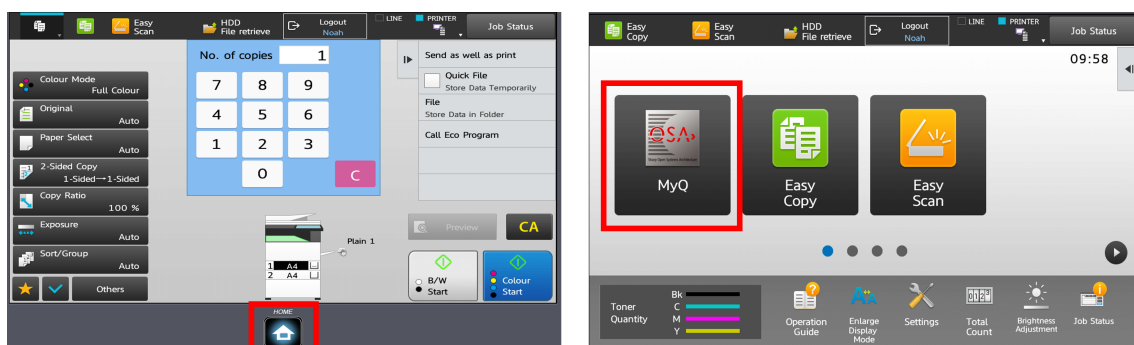 Easy
Scan
HDD
File retrieve
Logout
Noah
LINE
PRINTER
Job Status
No. of copies
1
7 8 9
4 5 6
1 2 3
0 C
Colour Mode
Full Colour
Original
Auto
Paper Select
Auto
2-Sided Copy
1-Sided→1-Sided
Copy Ratio
100 %
Exposure
Auto
Sort/Group
Auto
Others
Send as well as print
Quick File
Store Data Temporarily
File
Store Data in Folder
Call Eco Program
Plain 1
1 A4
2 A4
Preview
CA
B/W
Start
Colour
Start
HOME
Easy
Copy
Easy
Scan
HDD
File retrieve
Logout
Noah
LINE
PRINTER
Job Status
09:58
OSA
Sharp Open Systems Architecture
MyQ
Easy
Copy
Easy
Scan
Toner
Quantity
Bk
C
M
Y
Operation
Guide
Enlarge
Display
Mode
Settings
Total
Count
Brightness
Adjustment
Job Status